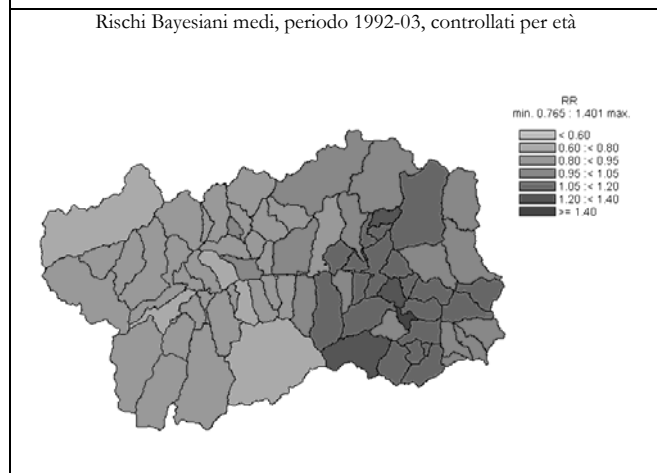 Rischi Bayesiani medi, periodo 1992-03, controllati per età
RR
min. 0.765 : 1.401 max.
< 0.60
0.60 :< 0.80
0.80 :< 0.95
0.95 :< 1.05
1.05 :< 1.20
1.20 :< 1.40
>= 1.40